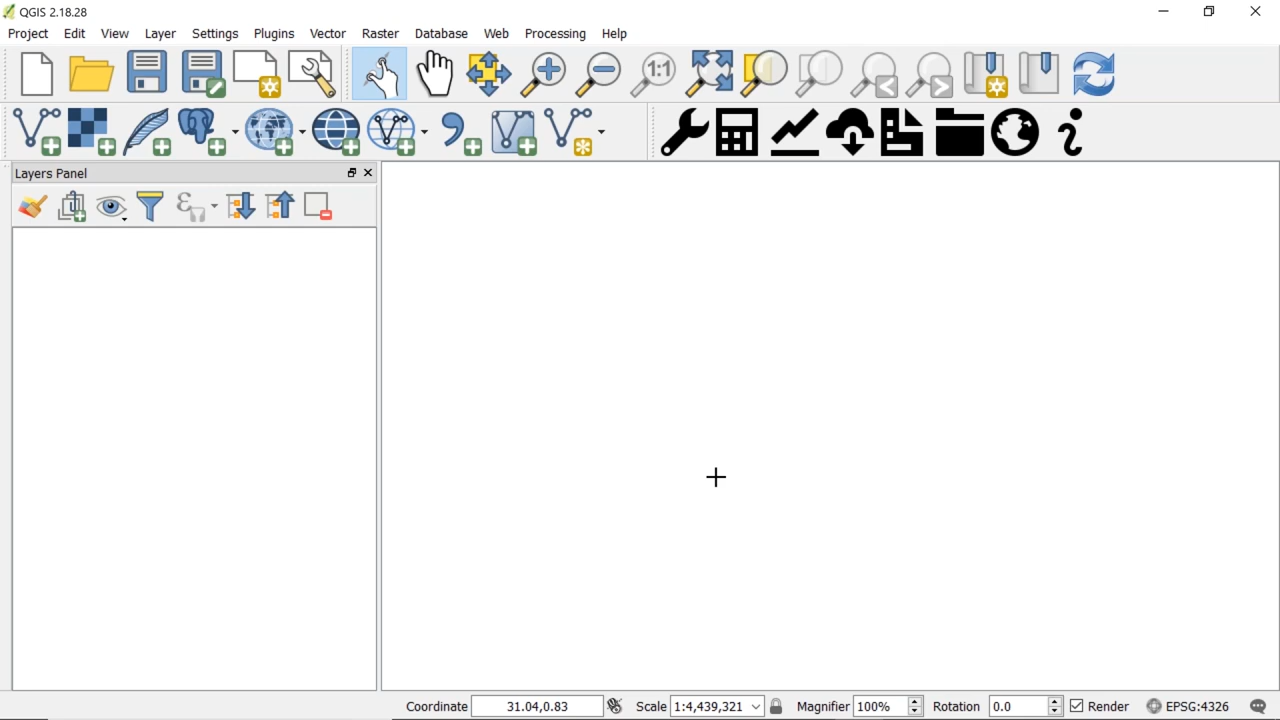 QGIS 2.18.28
Project Edit View Layer Settings Plugins Vector Raster Database Web Processing Help
1:1
Layers Panel
Coordinate 31.04,0.83 Scale 1:4,439,321 Magnifier 100% Rotation 0.0 Render EPSG:4326